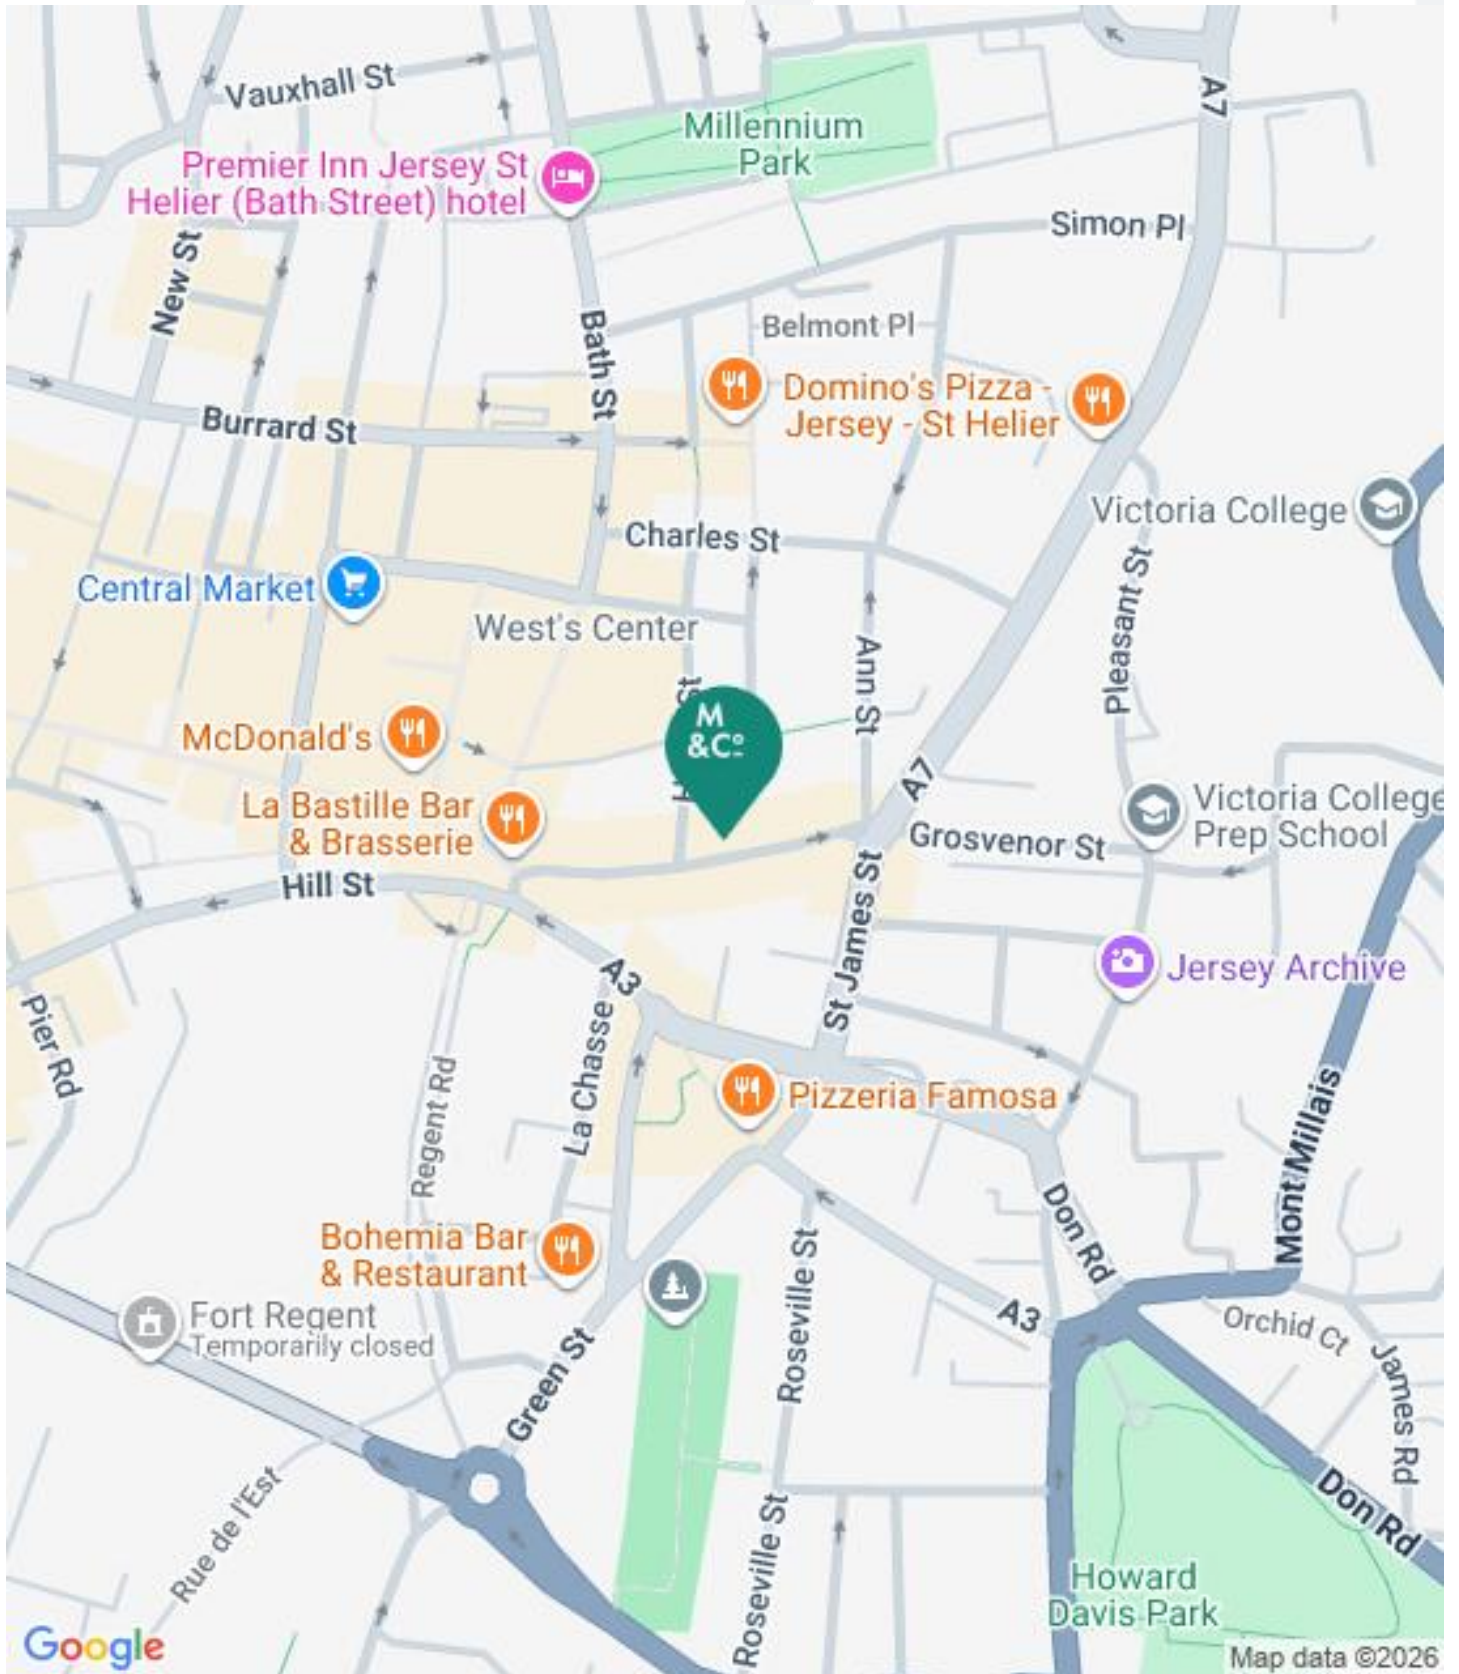 Vauxhall St
A7
Millennium
Park
Premier Inn Jersey St
Helier (Bath Street) hotel
Simon Pl
New St
Bath St
Belmont Pl
Domino's Pizza -
Jersey - St Helier
Burrard St
Victoria College
Charles St
Pleasant St
Central Market
West's Center
Ann St
St
M
&Co
McDonald's
A7
La Bastille Bar
& Brasserie
Victoria College
Prep School
Grosvenor St
Hill St
St James St
A3
Jersey Archive
Pier Rd
La Chasse
Regent Rd
Pizzeria Famosa
Mont Millais
Don Rd
Roseville St
Bohemia Bar
& Restaurant
A3
Fort Regent
Temporarily closed
Orchid Ct
James Rd
Green St
Rue de l'Est
Don Rd
Roseville St
Howard
Davis Park
Google
Map data ©2026